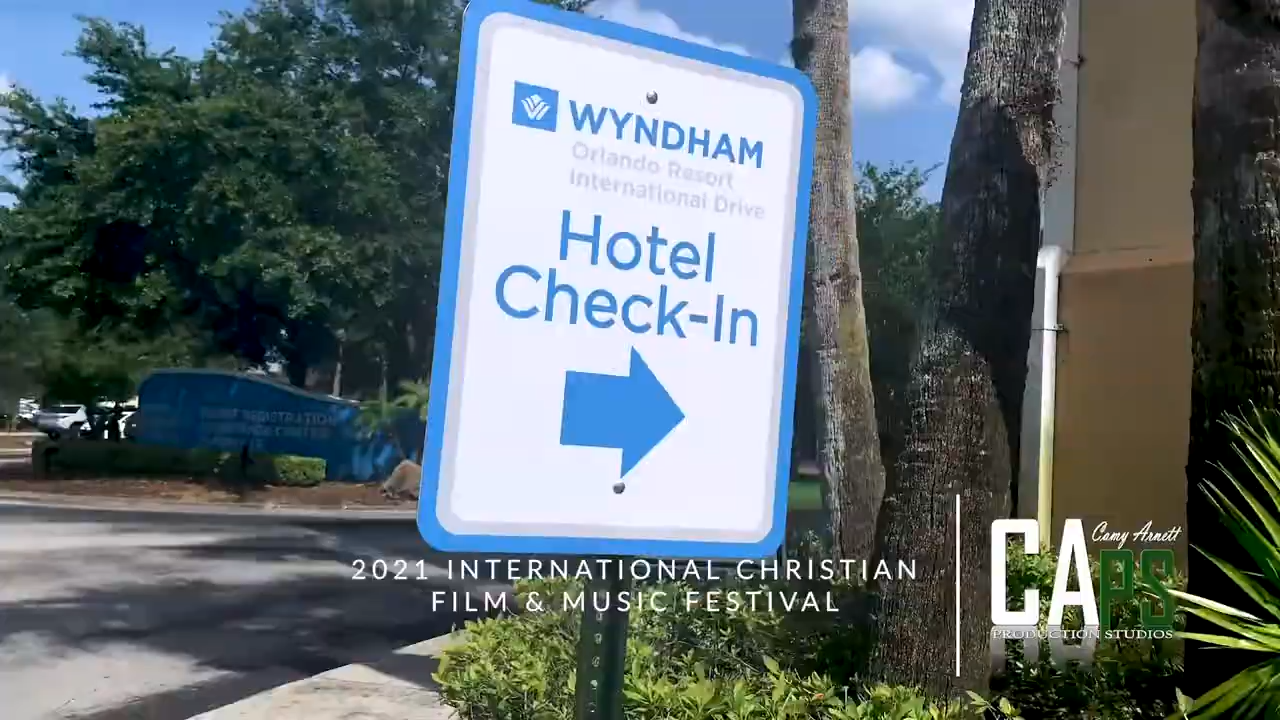 WYNDHAM
Orlando Resort
International Drive
Hotel
Check-In
2021 INTERNATIONAL CHRISTIAN
FILM & MUSIC FESTIVAL
Camy Arnett
CAPS
PRODUCTION STUDIOS